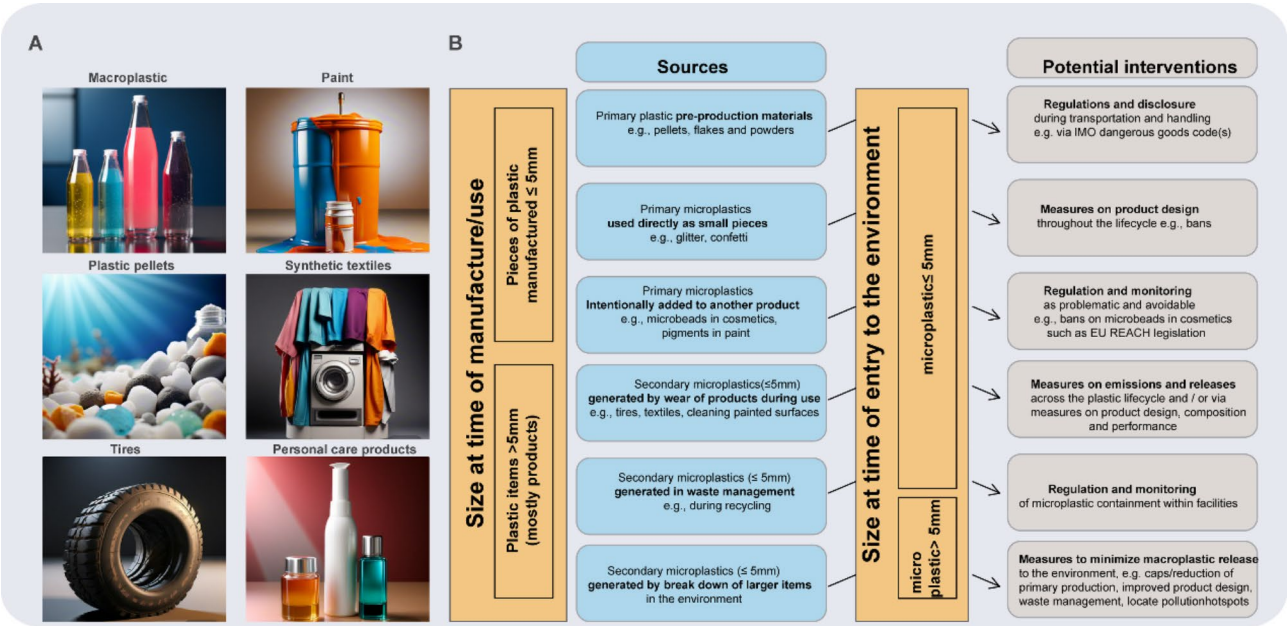 A
Macroplastic
Paint
Plastic pellets
Synthetic textiles
Tires
Personal care products
B
Sources
Potential interventions
Size at time of manufacture/use
Pieces of plastic
manufactured ≤ 5mm
Plastic items >5mm
(mostly products)
Primary plastic pre-production materials
e.g., pellets, flakes and powders
Primary microplastics
used directly as small pieces
e.g., glitter, confetti
Primary microplastics
Intentionally added to another product
e.g., microbeads in cosmetics,
pigments in paint
Secondary microplastics(≤5mm)
generated by wear of products during use
e.g., tires, textiles, cleaning painted surfaces
Secondary microplastics (≤ 5mm)
generated in waste management
e.g., during recycling
Secondary microplastics (≤ 5mm)
generated by break down of larger items
in the environment
Size at time of entry to the environment
microplastic≤ 5mm
micro
plastic> 5mm
Regulations and disclosure
during transportation and handling
e.g. via IMO dangerous goods code(s)
Measures on product design
throughout the lifecycle e.g., bans
Regulation and monitoring
as problematic and avoidable
e.g., bans on microbeads in cosmetics
such as EU REACH legislation
Measures on emissions and releases
across the plastic lifecycle and / or via
measures on product design, composition
and performance
Regulation and monitoring
of microplastic containment within facilities
Measures to minimize macroplastic release
to the environment, e.g. caps/reduction of
primary production, improved product design,
waste management, locate pollutionhotspots